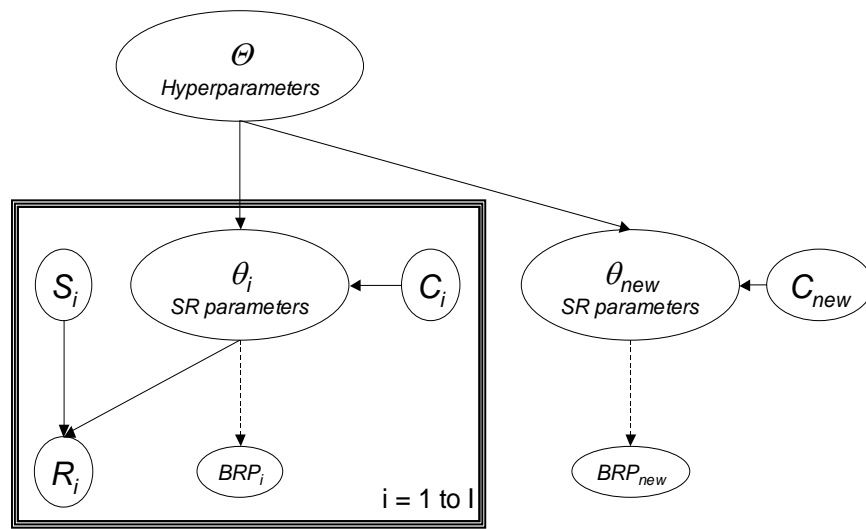 Θ
Hyperparameters
S_i
θ_i
SR parameters
C_i
θ_new
SR parameters
C_new
R_i
BRP_i
i = 1 to I
BRP_new